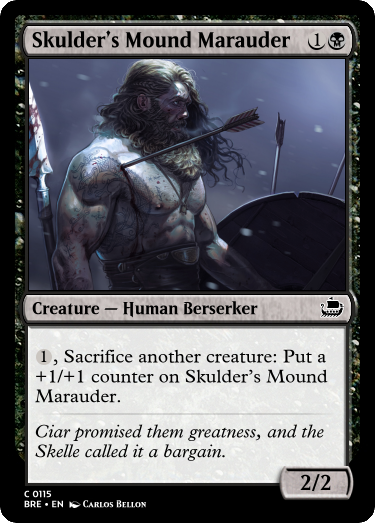 Skulder's Mound Marauder 1
Creature — Human Berserker
1, Sacrifice another creature: Put a
+1/+1 counter on Skulder's Mound
Marauder.
Ciar promised them greatness, and the
Skelle called it a bargain.
2/2
C 0115
BRE • EN Carlos Bellon